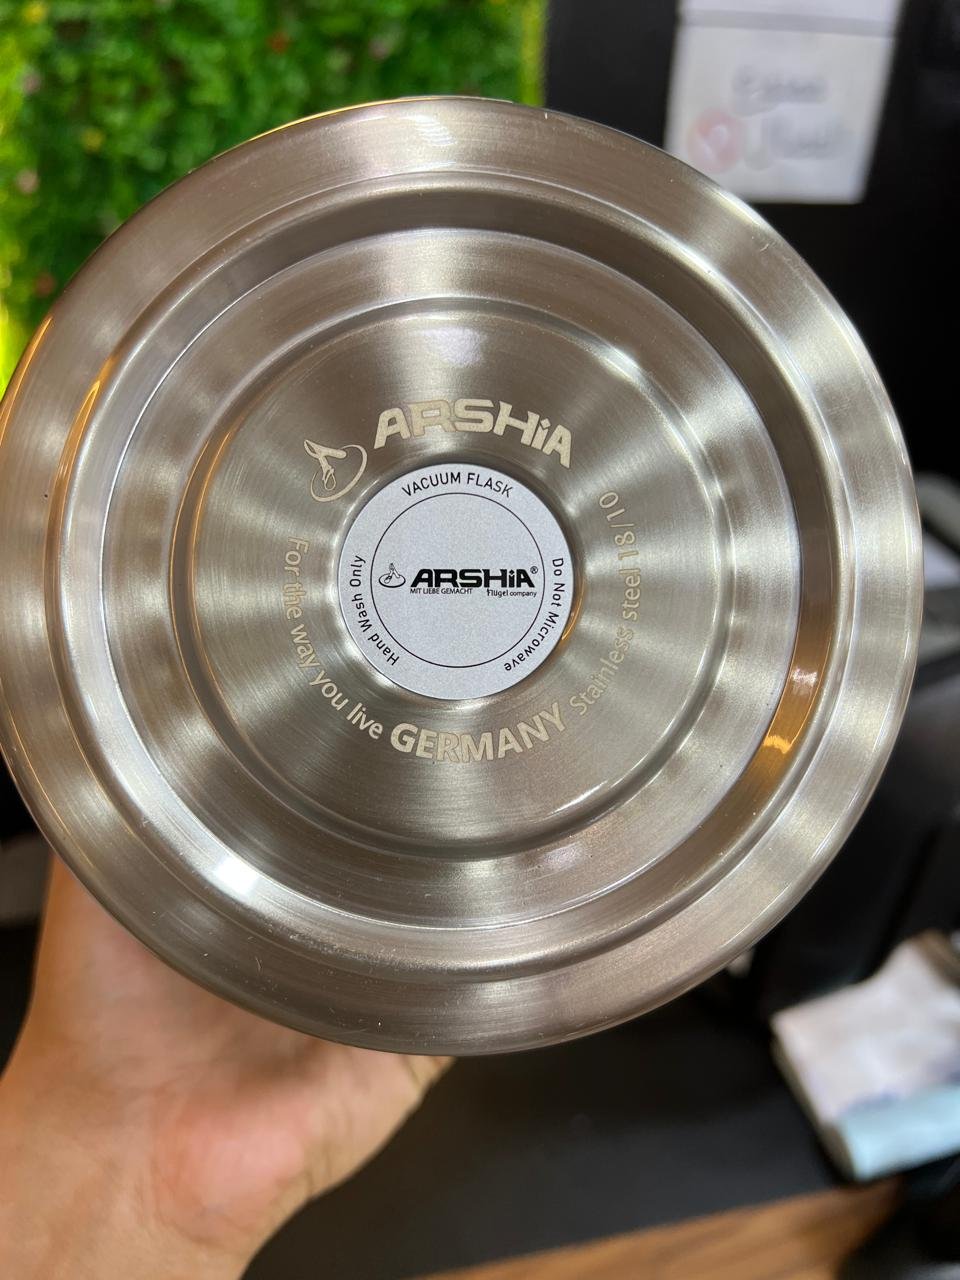 ARSHiA
For the way you live GERMANY Stainless steel 18/10
VACUUM FLASK
ARSHiA®
MIT LIEBE GEMACHT Flügel company
Hand Wash Only
Do Not Microwave